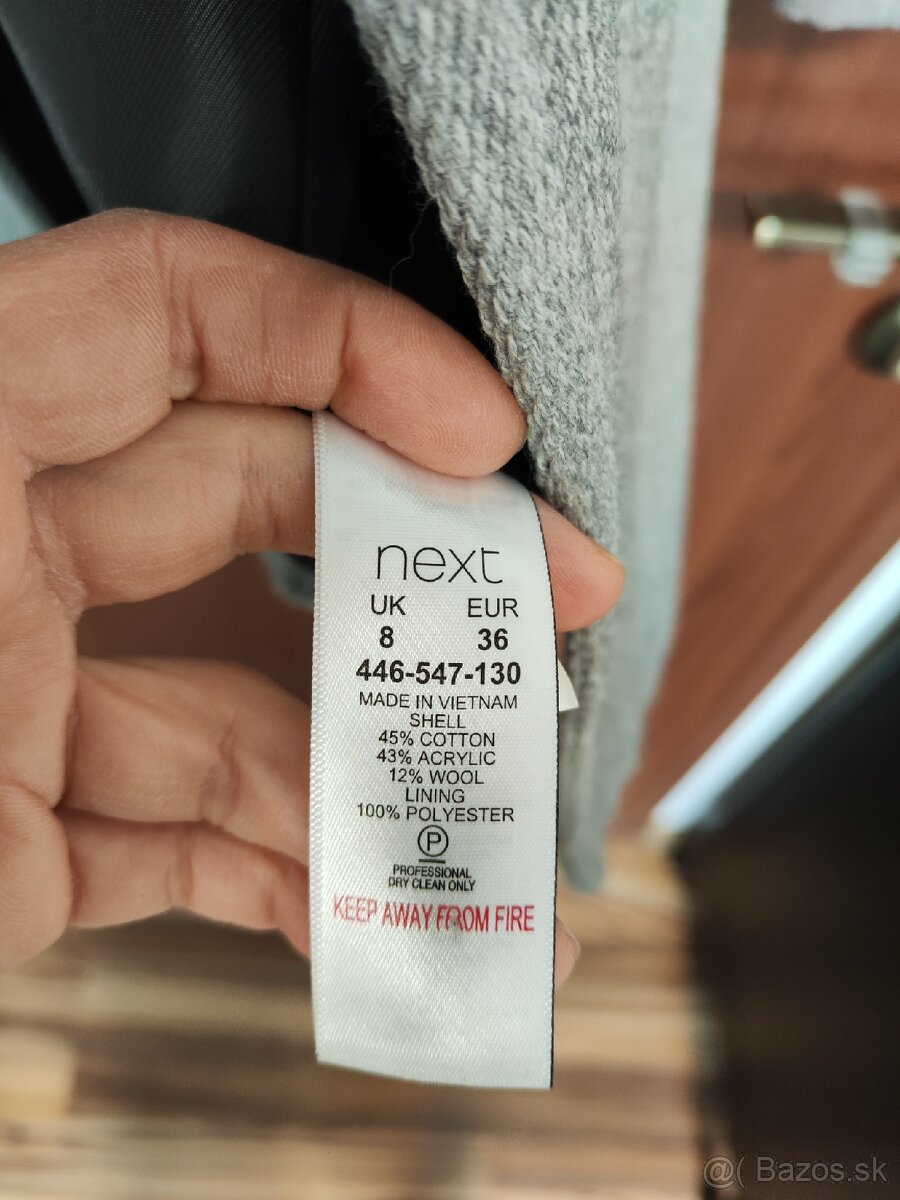 next
UK EUR
8 36
446-547-130
MADE IN VIETNAM
SHELL
45% COTTON
43% ACRYLIC
12% WOOL
LINING
100% POLYESTER
P
PROFESSIONAL
DRY CLEAN ONLY
KEEP AWAY FROM FIRE
@( Bazos.sk